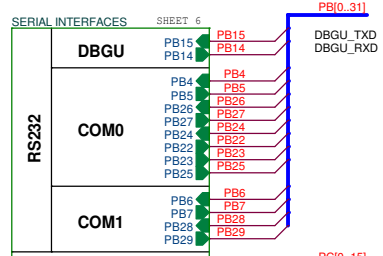 PB[0..31]
SERIAL INTERFACES SHEET 6
DBGU
PB15 PB15 DBGU_TXD
PB14 PB14 DBGU_RXD
RS232
COM0
PB4 PB4
PB5 PB5
PB26 PB26
PB27 PB27
PB24 PB24
PB22 PB22
PB23 PB23
PB25 PB25
COM1
PB6 PB6
PB7 PB7
PB28 PB28
PB29 PB29